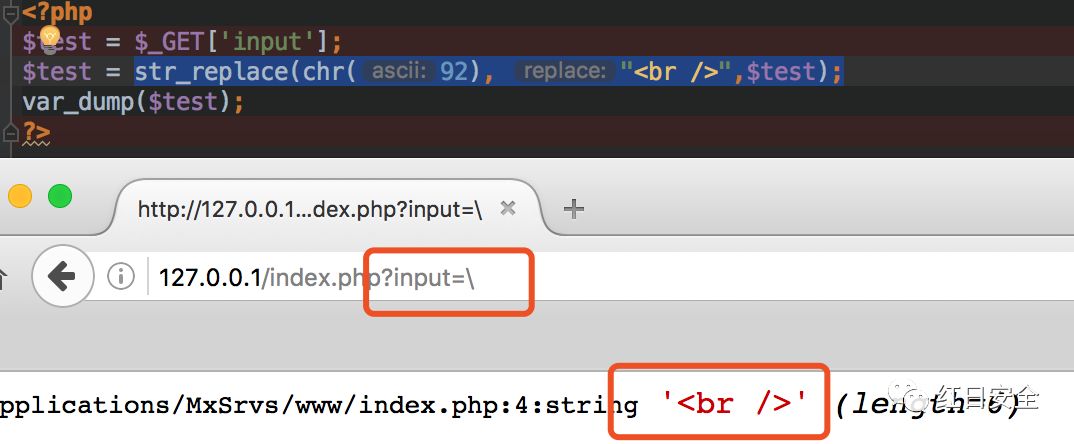 <?php
$test = $_GET['input'];
$test = str_replace(chr( ascii: 92), replace: "<br />",$test);
var_dump($test);
?>
http://127.0.0.1...dex.php?input=\
127.0.0.1/index.php?input=\
pplications/MxSrvs/www/index.php:4:string '<br />' (length=6)
红日安全